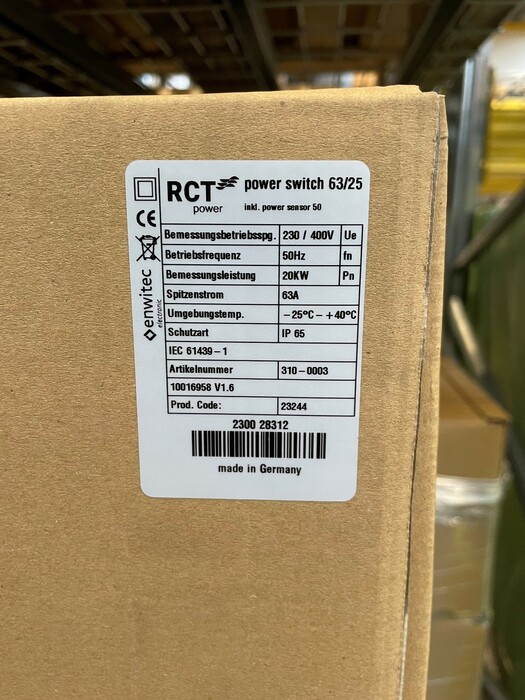 RCT power
power switch 63/25
inkl. power sensor 50
CE
enwitec
electronic
Bemessungsbetriebsspg. 230 / 400V Ue
Betriebsfrequenz 50Hz fn
Bemessungsleistung 20KW Pn
Spitzenstrom 63A
Umgebungstemp. -25°C - +40°C
Schutzart IP 65
IEC 61439-1
Artikelnummer 310-0003
10016958 V1.6
Prod. Code: 23244
2300 28312
made in Germany